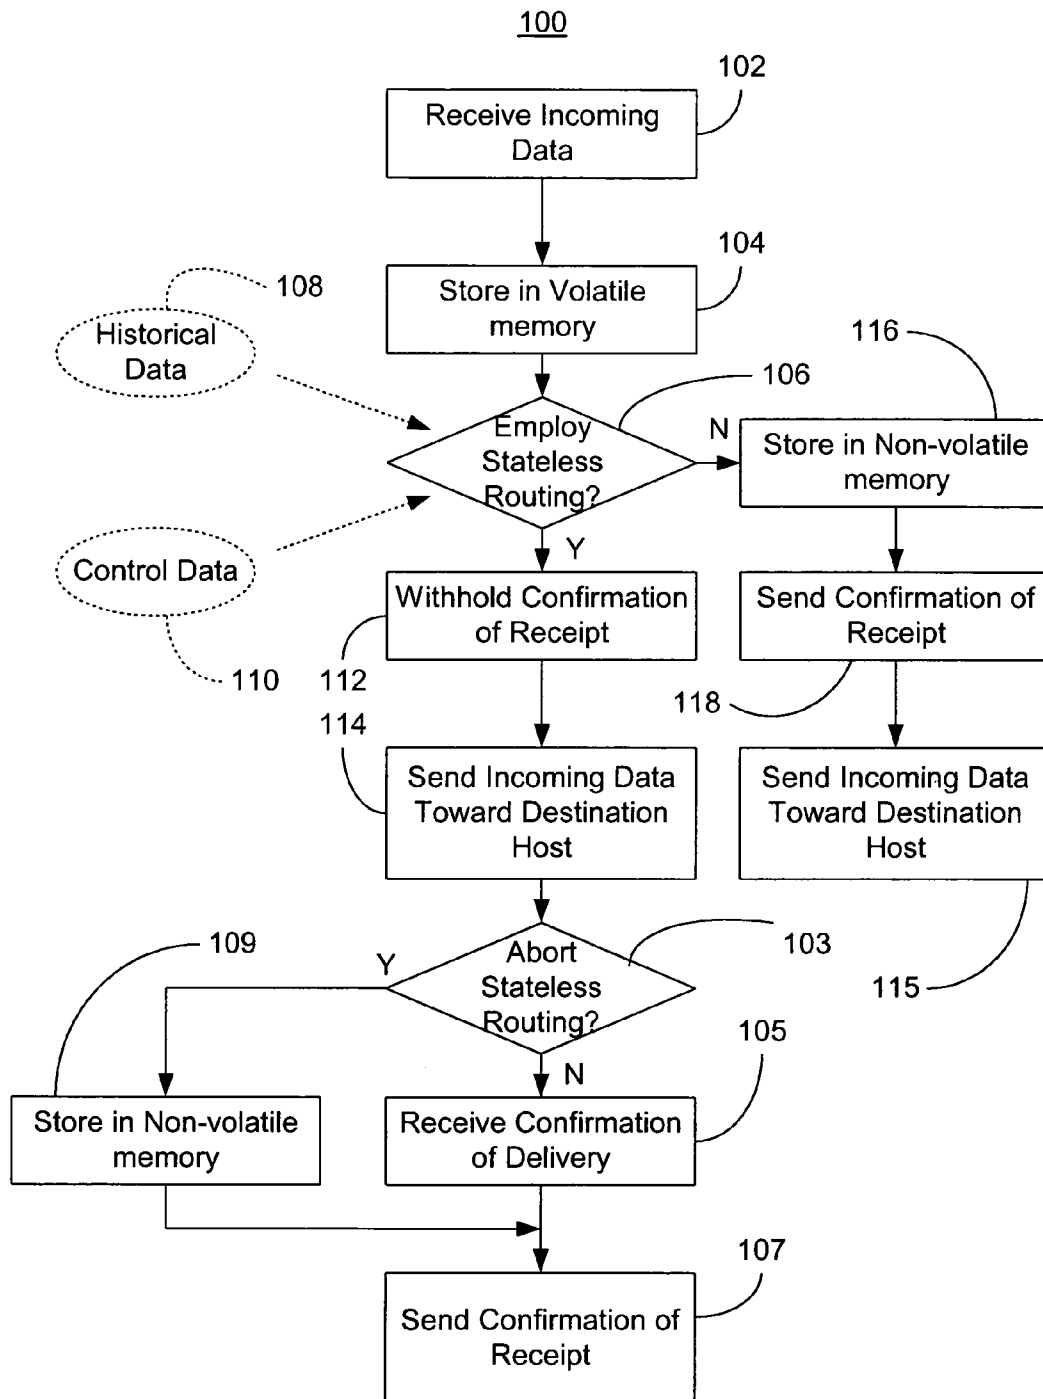 100
102
Receive Incoming
Data
104
Store in Volatile
memory
108
Historical
Data
116
106
Employ
Stateless
Routing?
N
Store in Non-volatile
memory
Y
Control Data
110
Withhold Confirmation
of Receipt
112
Send Confirmation of
Receipt
118
114
Send Incoming Data
Toward Destination
Host
Send Incoming Data
Toward Destination
Host
115
103
Abort
Stateless
Routing?
Y
N
109
105
Store in Non-volatile
memory
Receive Confirmation
of Delivery
107
Send Confirmation of
Receipt